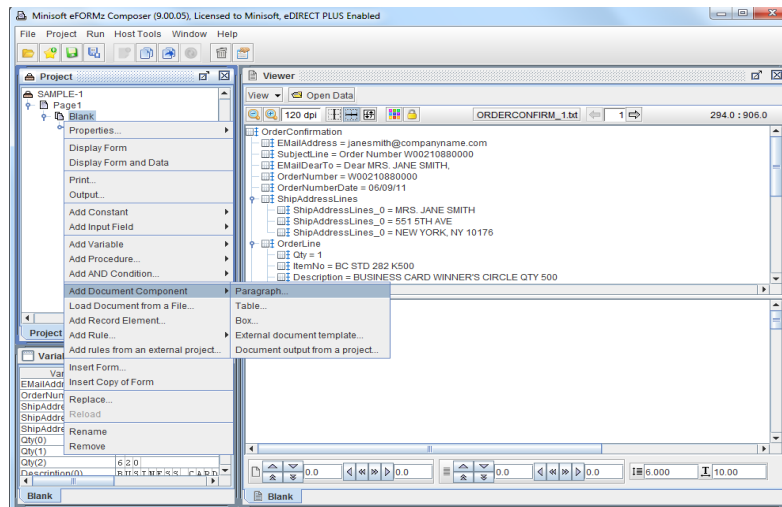 Minisoft eFORMz Composer (9.00.05), Licensed to Minisoft, eDIRECT PLUS Enabled
File Project Run Host Tools Window Help
Project
SAMPLE-1
Page1
Blank
Properties...
Display Form
Display Form and Data
Print...
Output...
Add Constant
Add Input Field
Add Variable
Add Procedure...
Add AND Condition...
Add Document Component
Load Document from a File...
Add Record Element...
Add Rule...
Add rules from an external project...
Insert Form...
Insert Copy of Form
Replace...
Reload
Rename
Remove
Paragraph...
Table...
Box...
External document template...
Document output from a project...
Project
Variab
Var
EMailAddr
OrderNum
ShipAddre
ShipAddre
ShipAddre
Qty(0)
Qty(1)
Qty(2) 620
Description(0) BUSINESS CARD
Blank
Viewer
View Open Data
120 dpi ORDERCONFIRM_1.txt 1 294.0 : 906.0
OrderConfirmation
EMailAddress = janesmith@companyname.com
SubjectLine = Order Number W00210880000
EMailDearTo = Dear MRS. JANE SMITH,
OrderNumber = W00210880000
OrderNumberDate = 06/09/11
ShipAddressLines
ShipAddressLines_0 = MRS. JANE SMITH
ShipAddressLines_0 = 551 5TH AVE
ShipAddressLines_0 = NEW YORK, NY 10176
OrderLine
Qty = 1
ItemNo = BC STD 282 K500
Description = BUSINESS CARD WINNER'S CIRCLE QTY 500
0.0 0.0 0.0 0.0 6.000 10.00
Blank